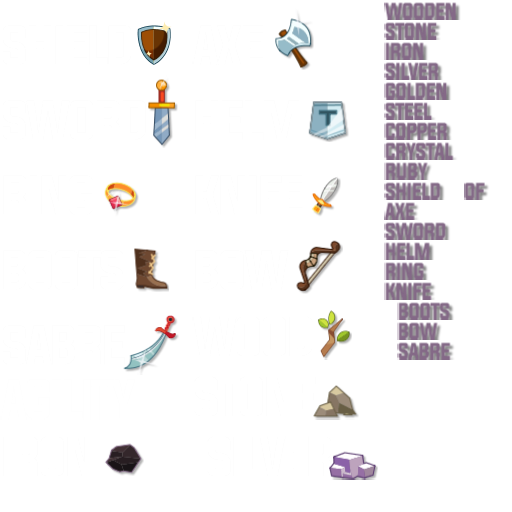 WOODEN
STONE
IRON
SILVER
GOLDEN
STEEL
COPPER
CRYSTAL
RUBY
SHIELD OF
AXE
SWORD
HELM
RING
KNIFE
BOOTS
BOW
SABRE